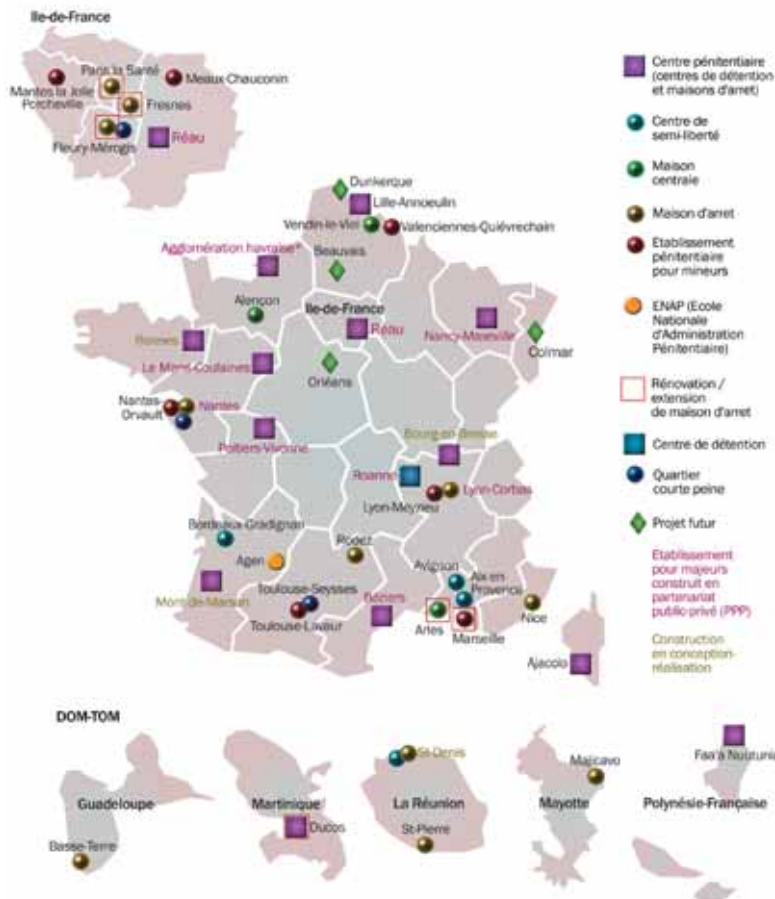 Ile-de-France
Paris la Santé
Meaux-Chauconin
Mantes la Jolie
Porcheville
Fresnes
Fleury-Mérogis
Réau
Dunkerque
Lille-Annoeulin
Vendin-le-Viel
Valenciennes-Quiévrechain
Agglomération havraise*
Beauvais
Alençon
Ile-de-France
Réau
Nancy-Maxeville
Colmar
Rennes
Le Mans-Coulaines
Orléans
Nantes-
Orvault
Nantes
Poitiers-Vivonne
Bourg-en-Bresse
Roanne
Lyon-Corbas
Lyon-Meyzieu
Bordeaux-Gradignan
Rodez
Agen
Avignon
Aix en
Provence
Mont-de-Marsan
Toulouse-Seysses
Toulouse-Lavaur
Béziers
Arles
Marseille
Nice
Ajaccio
Centre pénitentiaire
(centres de détention
et maisons d'arret)
Centre de
semi-liberté
Maison
centrale
Maison d'arret
Etablissement
pénitentiaire
pour mineurs
ENAP (Ecole
Nationale
d'Administration
Pénitentiaire)
Rénovation /
extension
de maison d'arret
Centre de détention
Quartier
courte peine
Projet futur
Etablissement
pour majeurs
construit en
partenariat
public-privé (PPP)
Construction
en conception-
réalisation
DOM-TOM
Guadeloupe
Basse-Terre
Martinique
Ducos
St-Denis
La Réunion
St-Pierre
Majicavo
Mayotte
Faa'a Nuutunia
Polynésie-Française